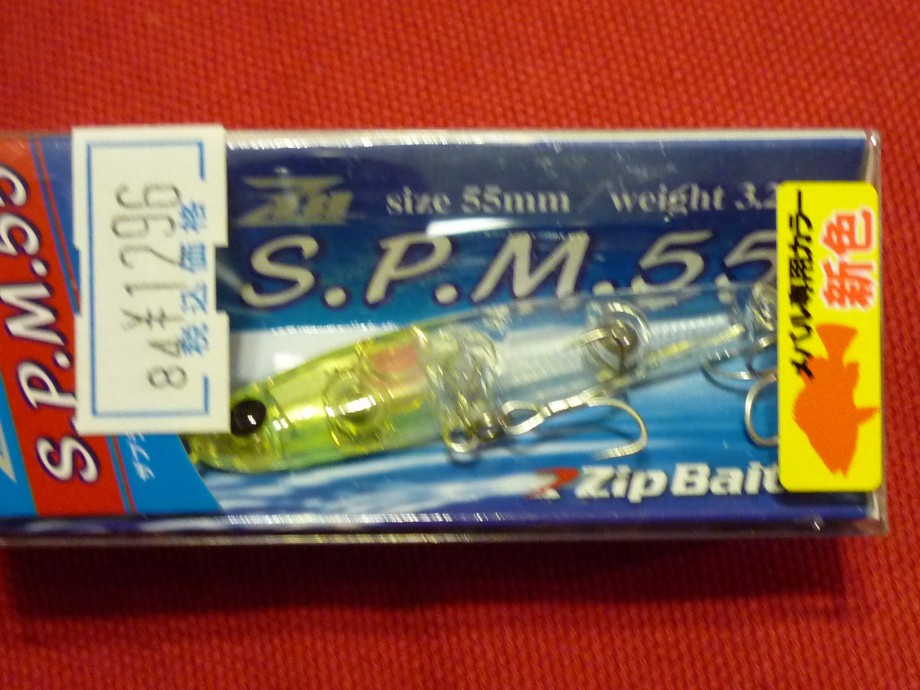 S.P.M.55
84¥1296
税込価格
size 55mm weight 3.2
S.P.M.55
ZipBait
メバル専用カラー
新色